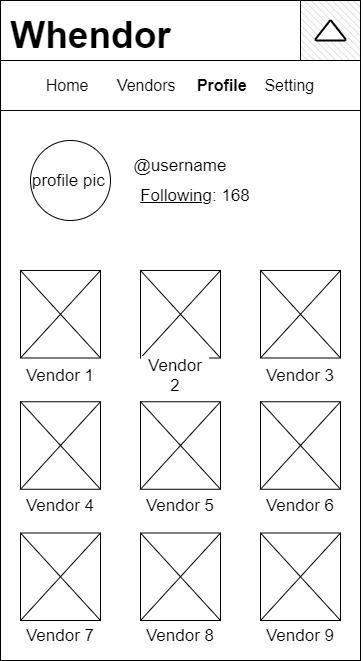 Whendor
Home Vendors Profile Setting
profile pic
@username
Following: 168
Vendor 1
Vendor
2
Vendor 3
Vendor 4
Vendor 5
Vendor 6
Vendor 7
Vendor 8
Vendor 9